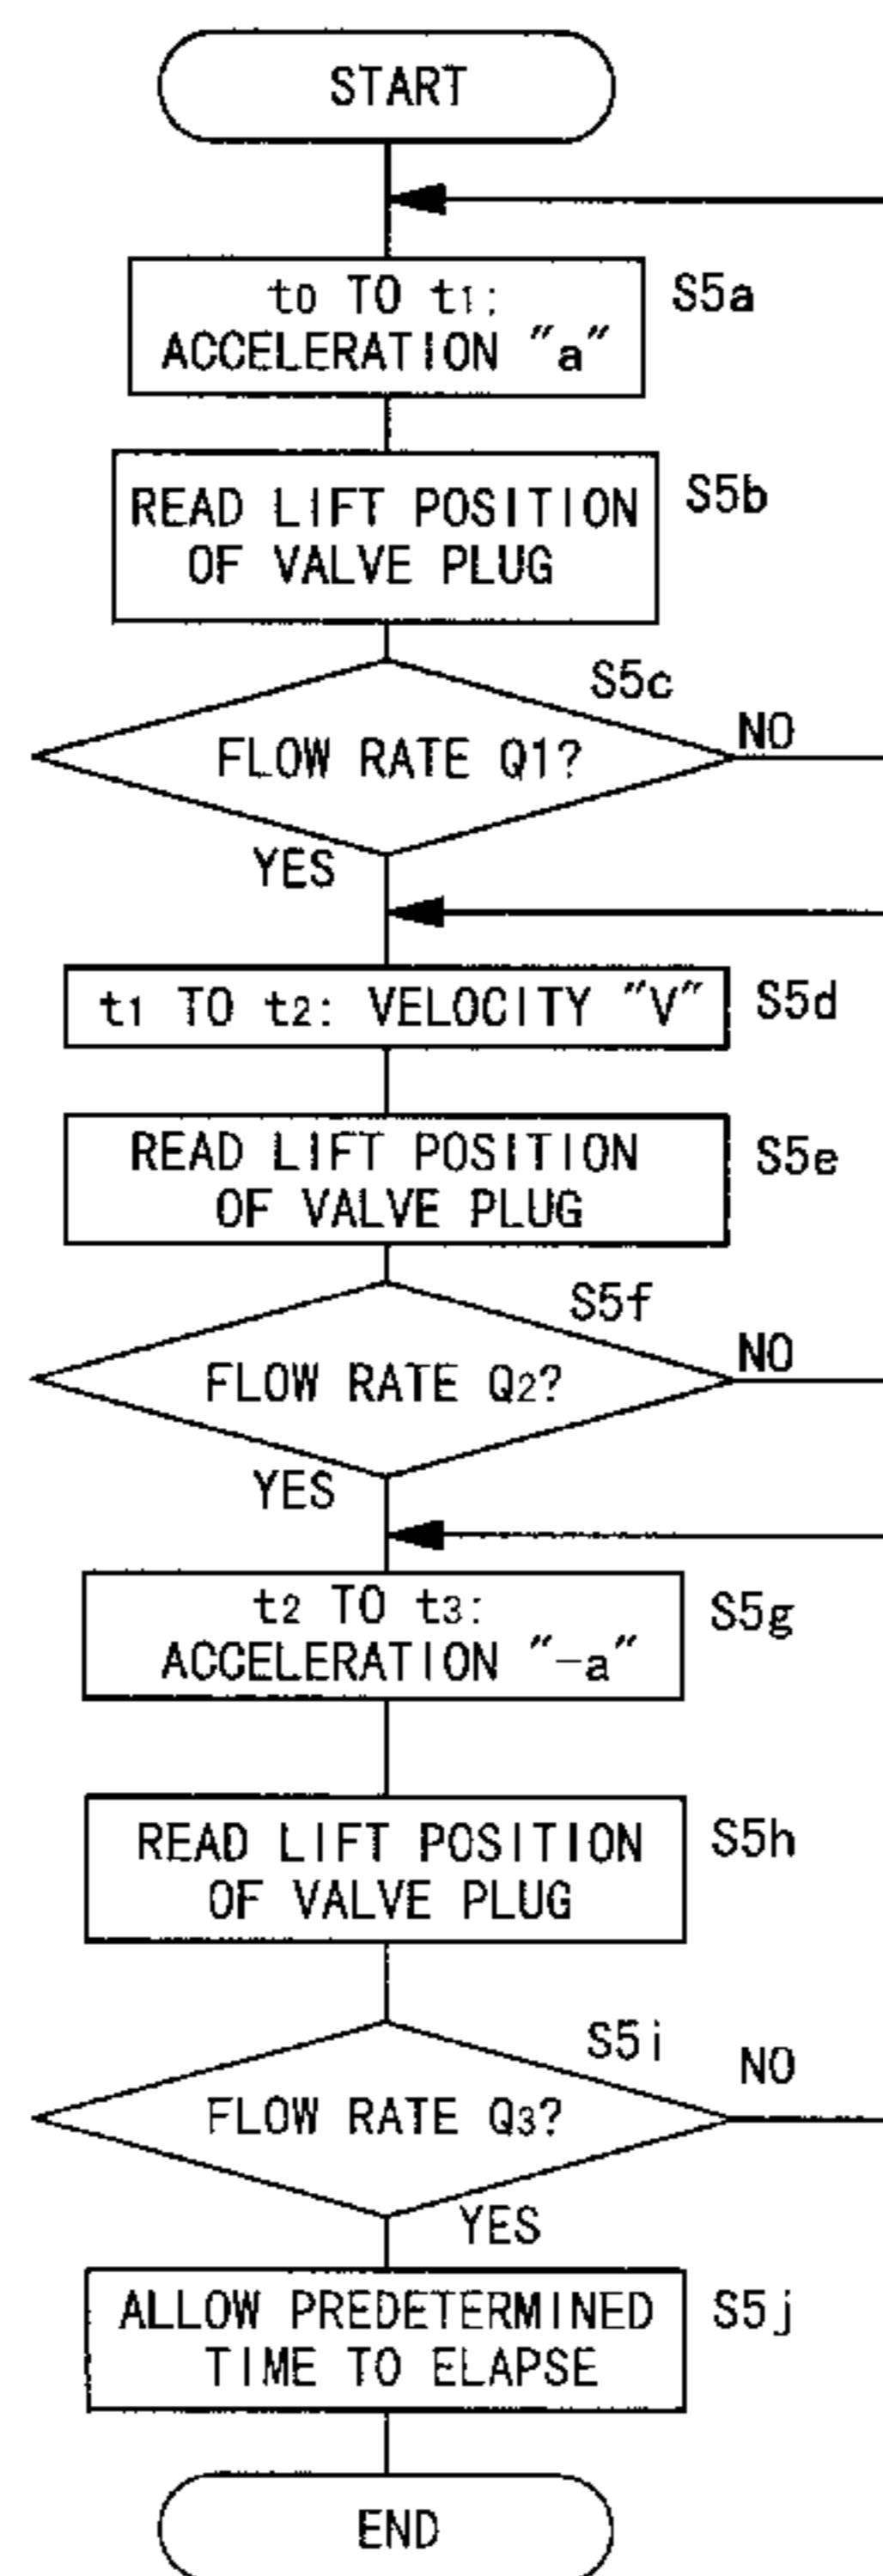 START
t0 TO t1:
ACCELERATION "a"
S5a
READ LIFT POSITION
OF VALVE PLUG
S5b
S5c
FLOW RATE Q1?
NO
YES
t1 TO t2: VELOCITY "V"
S5d
READ LIFT POSITION
OF VALVE PLUG
S5e
S5f
FLOW RATE Q2?
NO
YES
t2 TO t3:
ACCELERATION "-a"
S5g
READ LIFT POSITION
OF VALVE PLUG
S5h
S5i
FLOW RATE Q3?
NO
YES
ALLOW PREDETERMINED
TIME TO ELAPSE
S5j
END